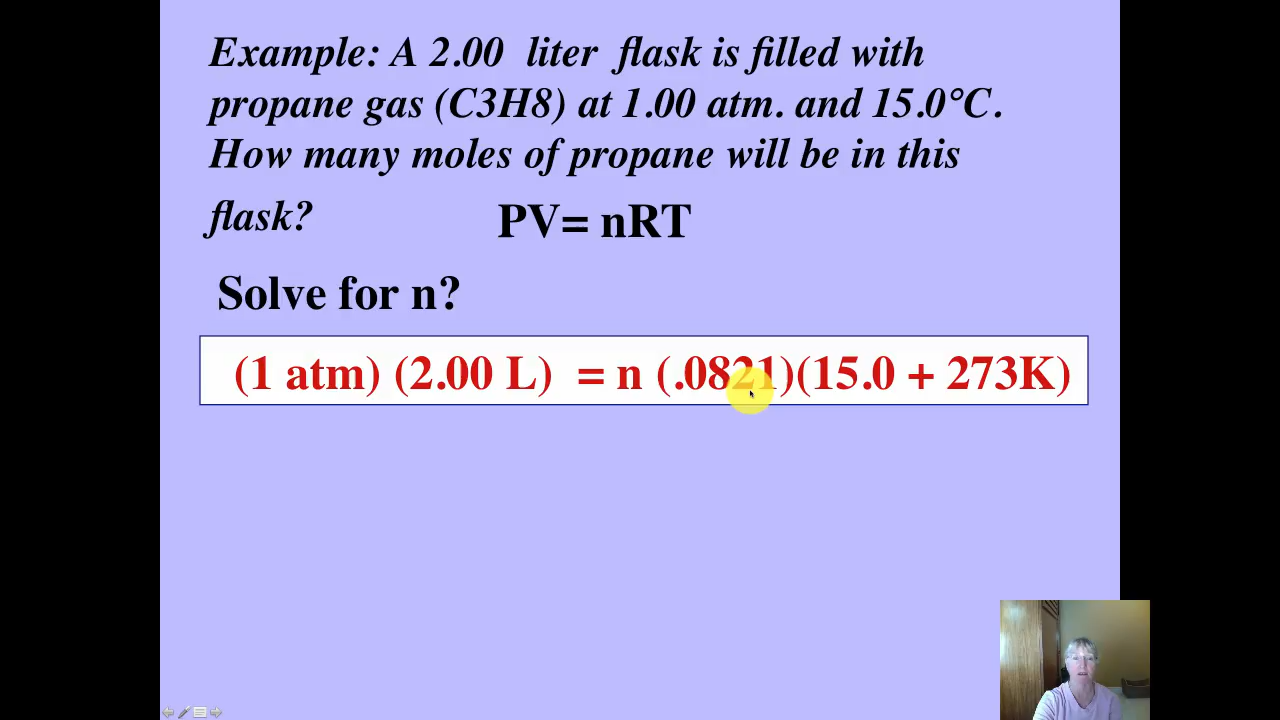 Example: A 2.00 liter flask is filled with
propane gas (C3H8) at 1.00 atm. and 15.0°C.
How many moles of propane will be in this
flask?
PV= nRT
Solve for n?
(1 atm) (2.00 L) = n (.0821)(15.0 + 273K)